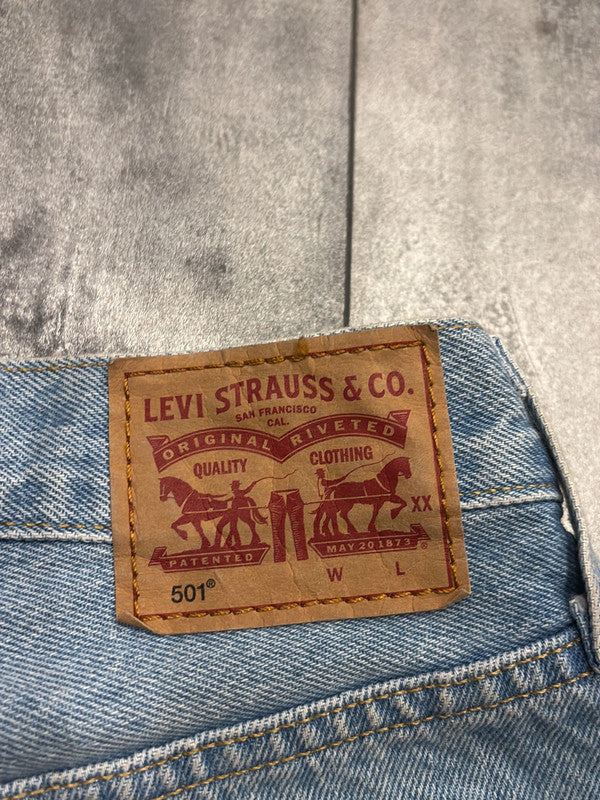 LEVI STRAUSS & CO.
SAN FRANCISCO
CAL.
ORIGINAL RIVETED
QUALITY CLOTHING
XX
PATENTED MAY 20 1873 ®
W L
501®